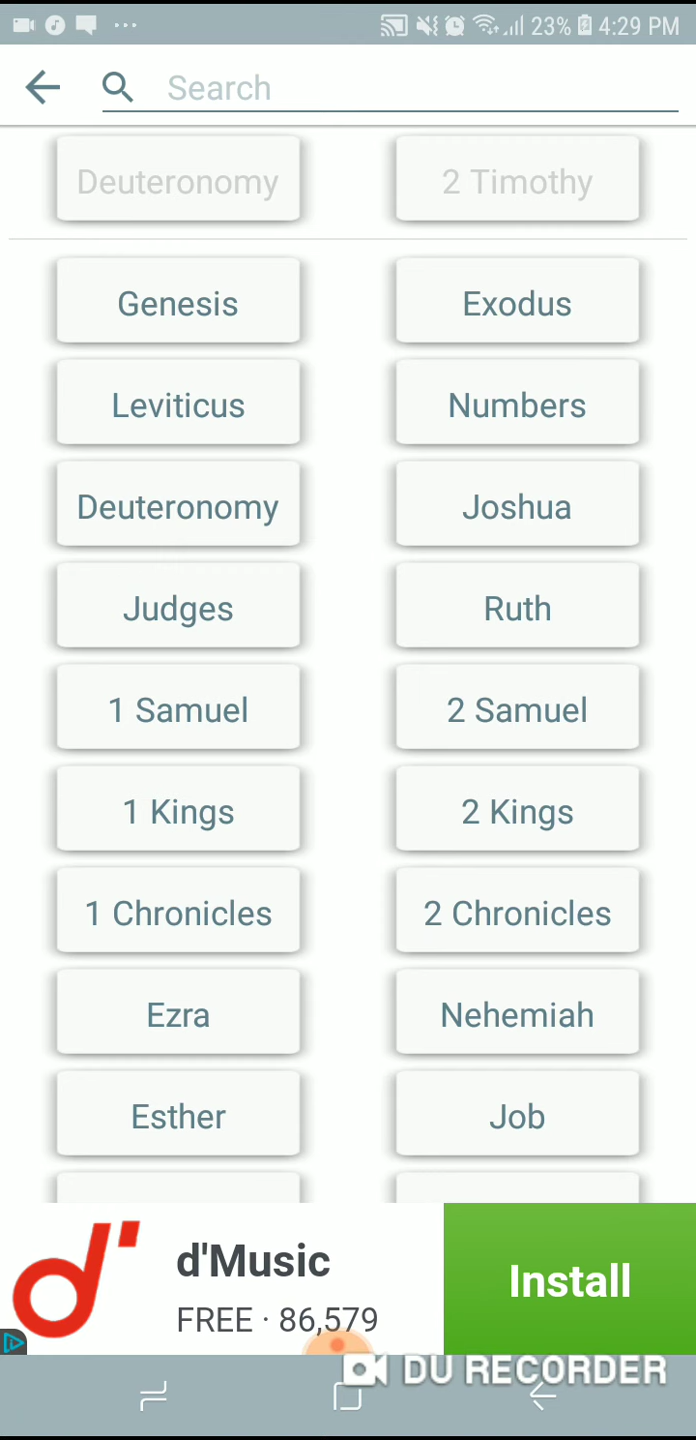 23% 4:29 PM
Search
Deuteronomy 2 Timothy
Genesis Exodus
Leviticus Numbers
Deuteronomy Joshua
Judges Ruth
1 Samuel 2 Samuel
1 Kings 2 Kings
1 Chronicles 2 Chronicles
Ezra Nehemiah
Esther Job
d'Music
FREE · 86,579
Install
DU RECORDER